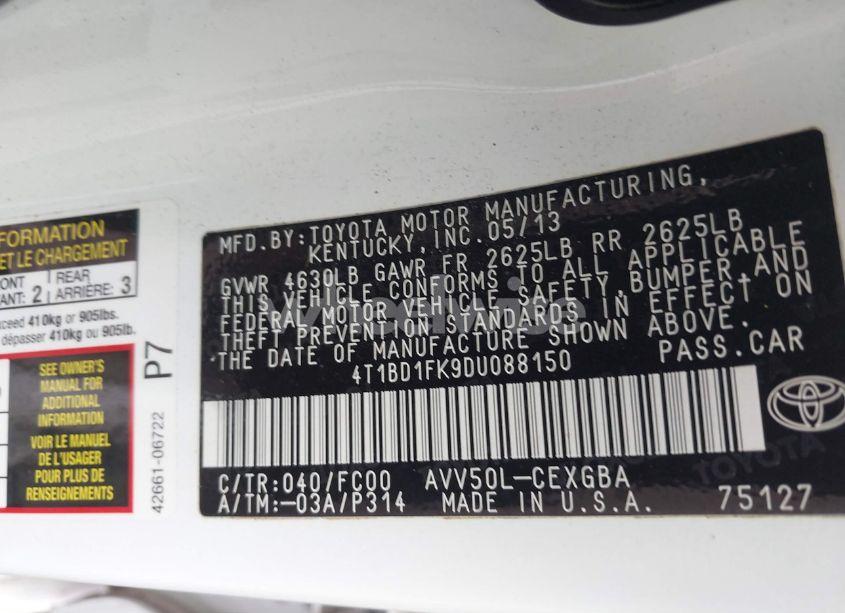 FORMATION
ET LE CHARGEMENT
ONT
ANT: 2
REAR
ARRIÈRE: 3
xceed 410kg or 905lbs.
dépasser 410kg ou 905lb.
SEE OWNER'S
MANUAL FOR
ADDITIONAL
INFORMATION
VOIR LE MANUEL
DE L'USAGER
POUR PLUS DE
RENSEIGNEMENTS
P7
42661-06722
MFD.BY:TOYOTA MOTOR MANUFACTURING,
KENTUCKY,INC.05/13
GVWR 4630LB GAWR FR 2625LB RR 2625LB
THIS VEHICLE CONFORMS TO ALL APPLICABLE
FEDERAL MOTOR VEHICLE SAFETY,BUMPER,AND
THEFT PREVENTION STANDARDS IN EFFECT ON
THE DATE OF MANUFACTURE SHOWN ABOVE.
4T1BD1FK9DU088150 PASS.CAR
C/TR:040/FC00 AVV50L-CEXGBA
A/TM:-03A/P314 MADE IN U.S.A. 75127
TOYOTA